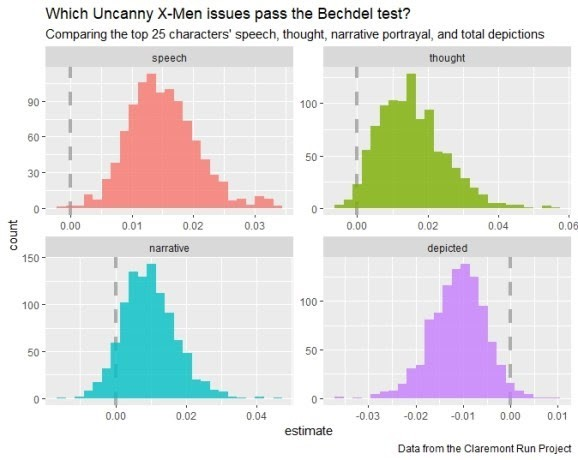 Which Uncanny X-Men issues pass the Bechdel test?
Comparing the top 25 characters' speech, thought, narrative portrayal, and total depictions
speech
thought
90
60
30
0
100
50
0
0.00 0.01 0.02 0.03
0.00 0.02 0.04 0.06
count
narrative
depicted
150
100
50
0
100
50
0
0.00 0.02 0.04
-0.03 -0.02 -0.01 0.00 0.01
estimate
Data from the Claremont Run Project